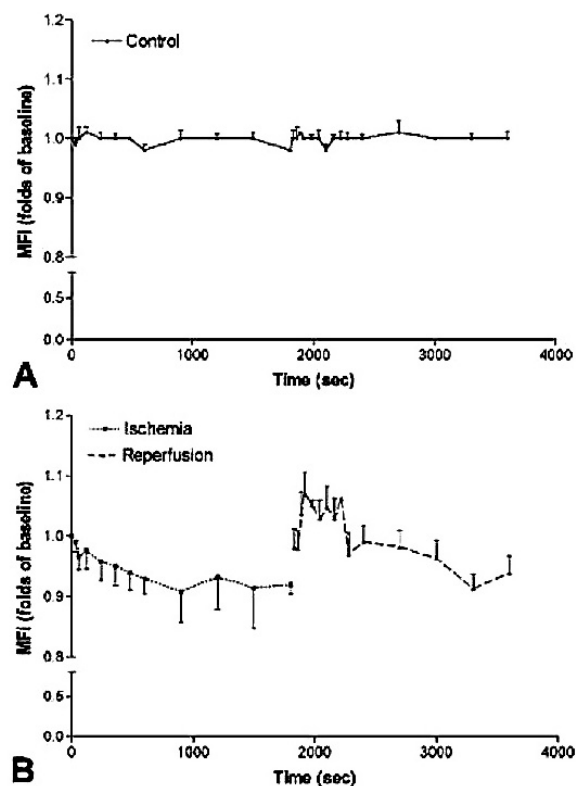 1.2
Control
1.1
1.0
0.9
0.8
0.5
0.0
MFI (folds of baseline)
0 1000 2000 3000 4000
Time (sec)
A
1.2
Ischemia
Reperfusion
1.1
1.0
0.9
0.8
0.5
0.0
MFI (folds of baseline)
0 1000 2000 3000 4000
Time (sec)
B